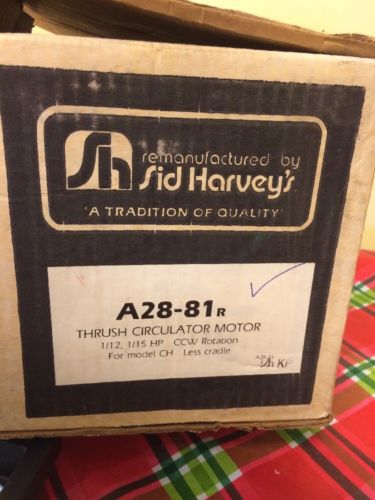 Sh
remanufactured by
Sid Harvey's
'A TRADITION OF QUALITY'
A28-81R
THRUSH CIRCULATOR MOTOR
1/12, 1/15 HP CCW Rotation
For model CH Less cradle
KP